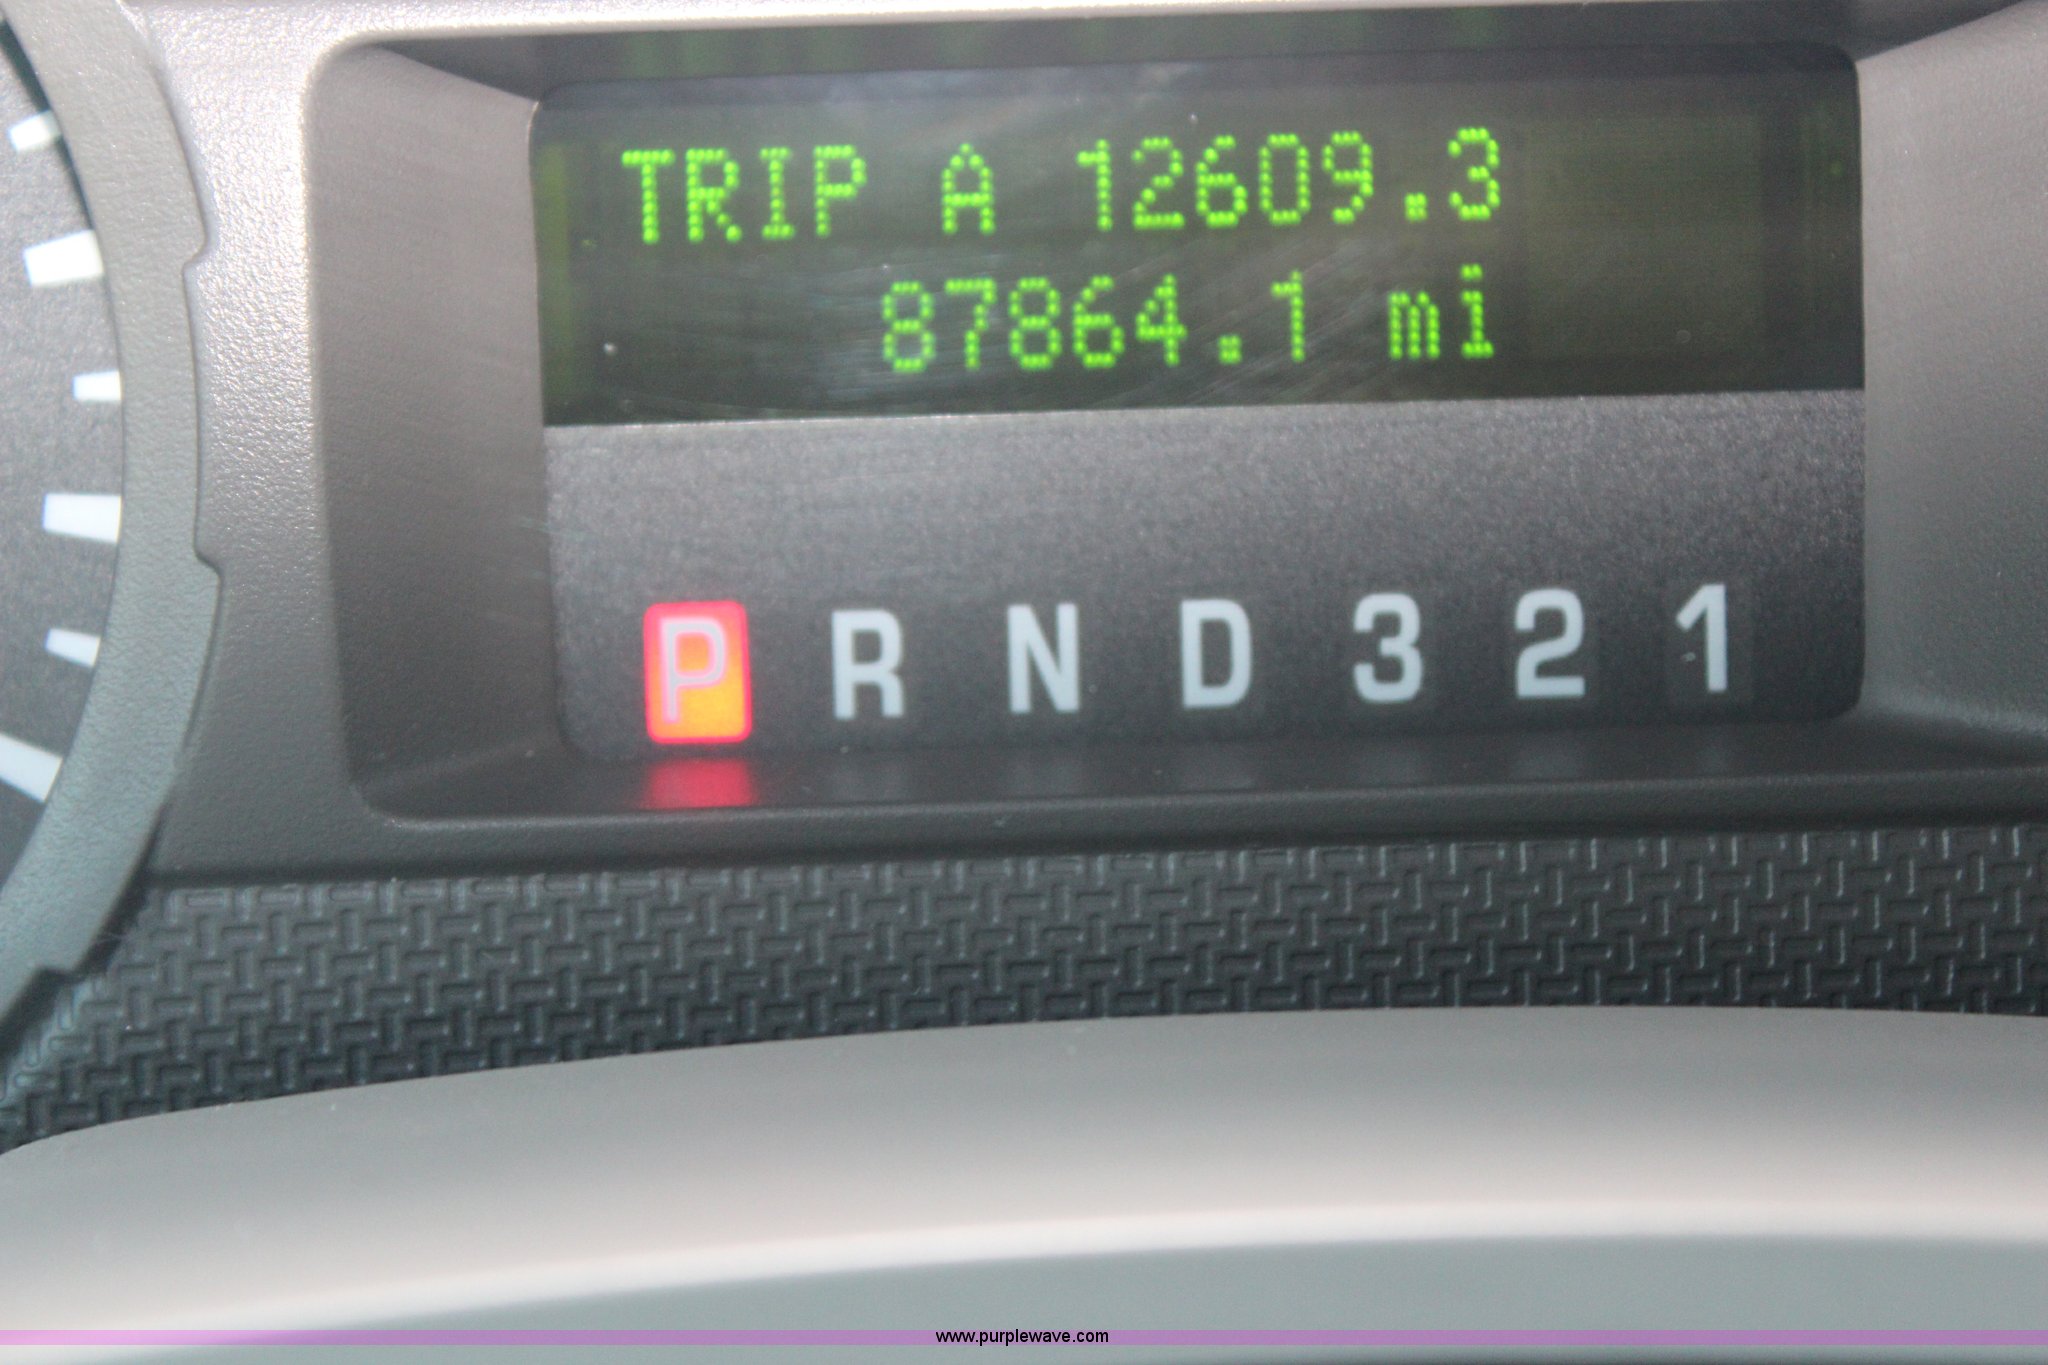 TRIP A 12609.3
87864.1 mi
P R N D 3 2 1
www.purplewave.com